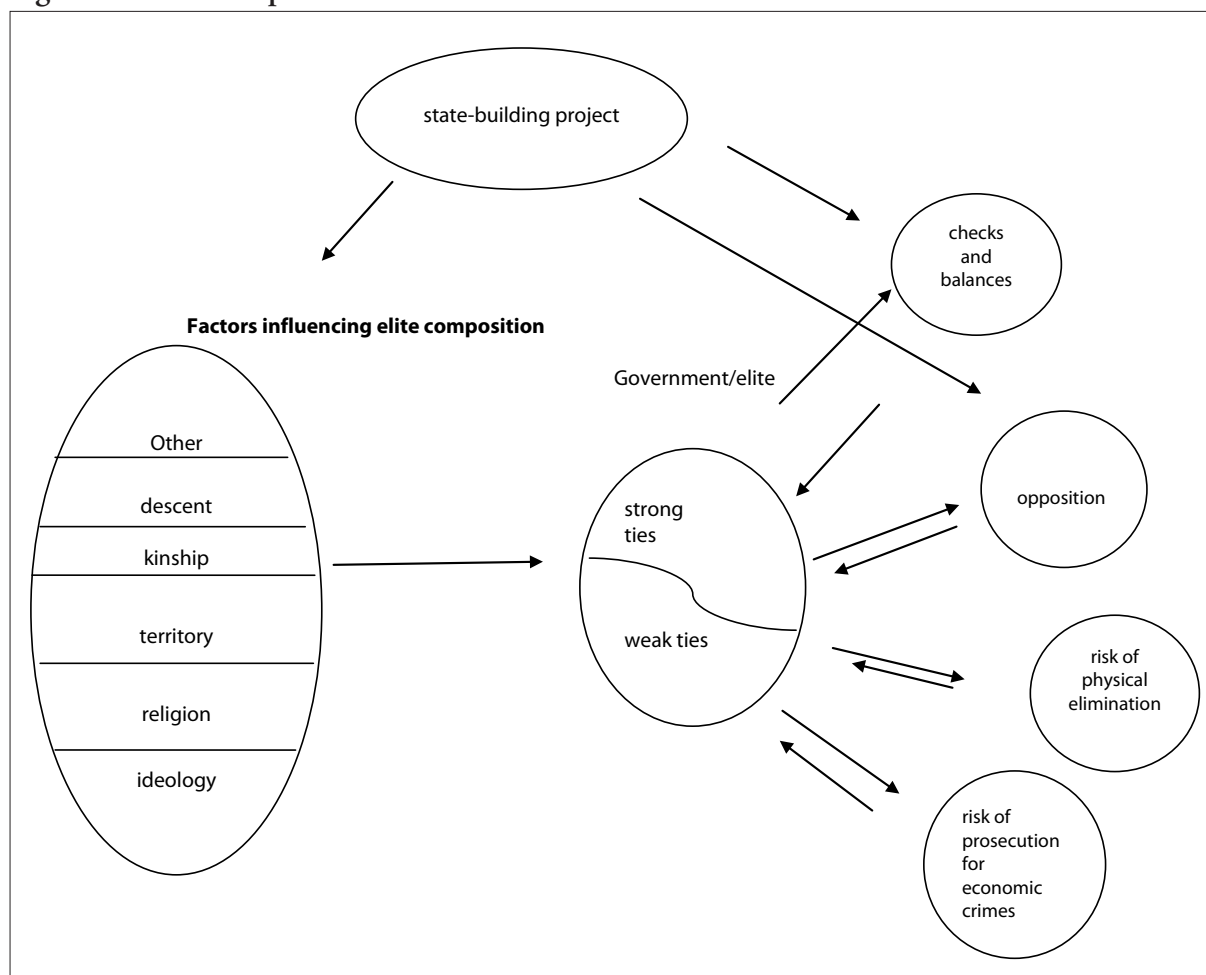 state-building project
checks
and
balances
Factors influencing elite composition
Government/elite
Other
descent
kinship
territory
religion
ideology
strong
ties
weak ties
opposition
risk of
physical
elimination
risk of
prosecution
for
economic
crimes